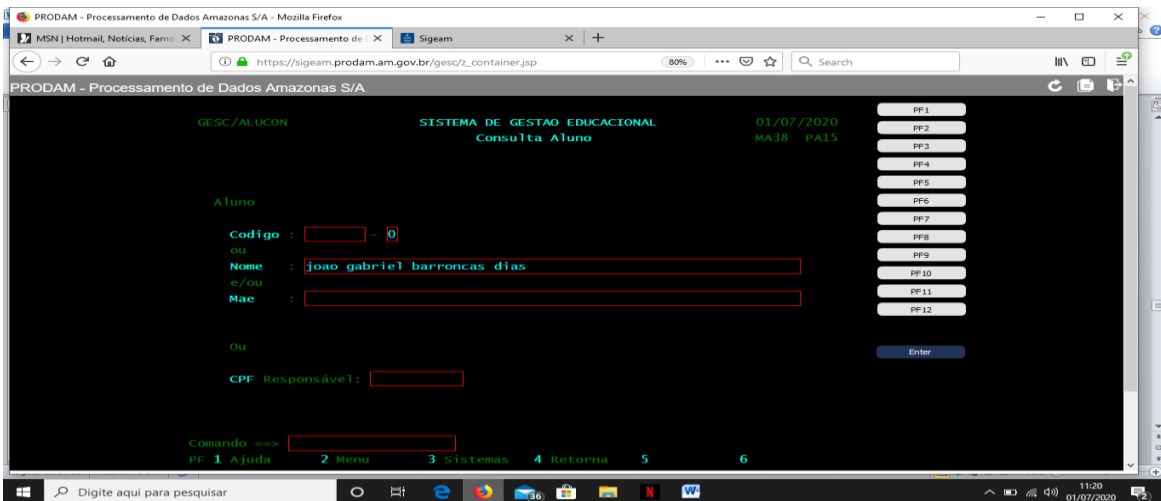 PRODAM - Processamento de Dados Amazonas S/A - Mozilla Firefox
MSN | Hotmail, Notícias, Famo
PRODAM - Processamento de
Sigeam
https://sigeam.prodam.am.gov.br/gesc/z_container.jsp
80%
Search
PRODAM - Processamento de Dados Amazonas S/A
GESC/ALUCON SISTEMA DE GESTAO EDUCACIONAL 01/07/2020
Consulta Aluno MA38 PA15
Aluno
Codigo : - 0
ou
Nome : joao gabriel barroncas dias
e/ou
Mae :
Ou
CPF Responsável:
Comando ==>
PF 1 Ajuda 2 Menu 3 Sistemas 4 Retorna 5 6
PF1
PF2
PF3
PF4
PF5
PF6
PF7
PF8
PF9
PF10
PF11
PF12
Enter
Digite aqui para pesquisar
36
11:20
01/07/2020
2